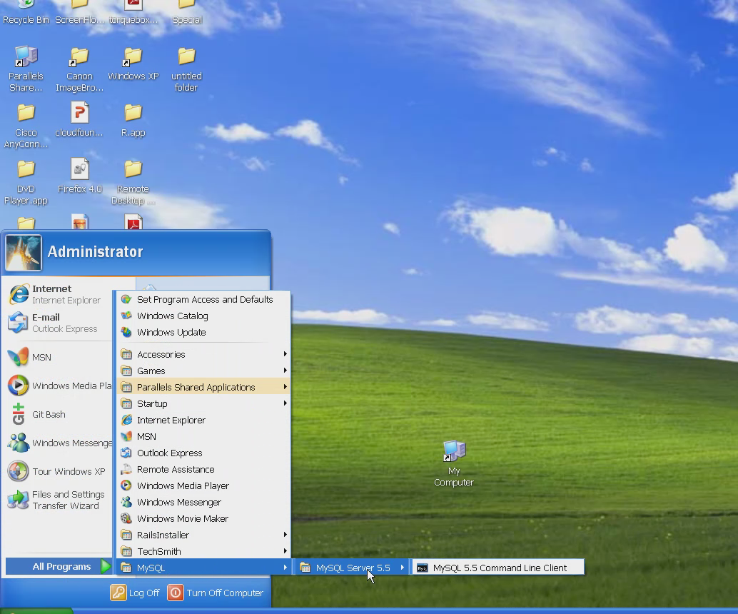 Recycle Bin
ScreenFlo...
torquebox...
Special
Parallels
Share...
Canon
ImageBro...
Windows XP
untitled
folder
Cisco
AnyConn...
cloudfoun...
R.app
DVD
Player.app
Firefox 4.0
Remote
Desktop ...
Administrator
Internet
Internet Explorer
E-mail
Outlook Express
MSN
Windows Media Pla
Git Bash
Windows Messenge
Tour Windows XP
Files and Settings
Transfer Wizard
All Programs
Log Off
Turn Off Computer
Set Program Access and Defaults
Windows Catalog
Windows Update
Accessories
Games
Parallels Shared Applications
Startup
Internet Explorer
MSN
Outlook Express
Remote Assistance
Windows Media Player
Windows Messenger
Windows Movie Maker
RailsInstaller
TechSmith
MySQL
MySQL Server 5.5
MySQL 5.5 Command Line Client
My
Computer